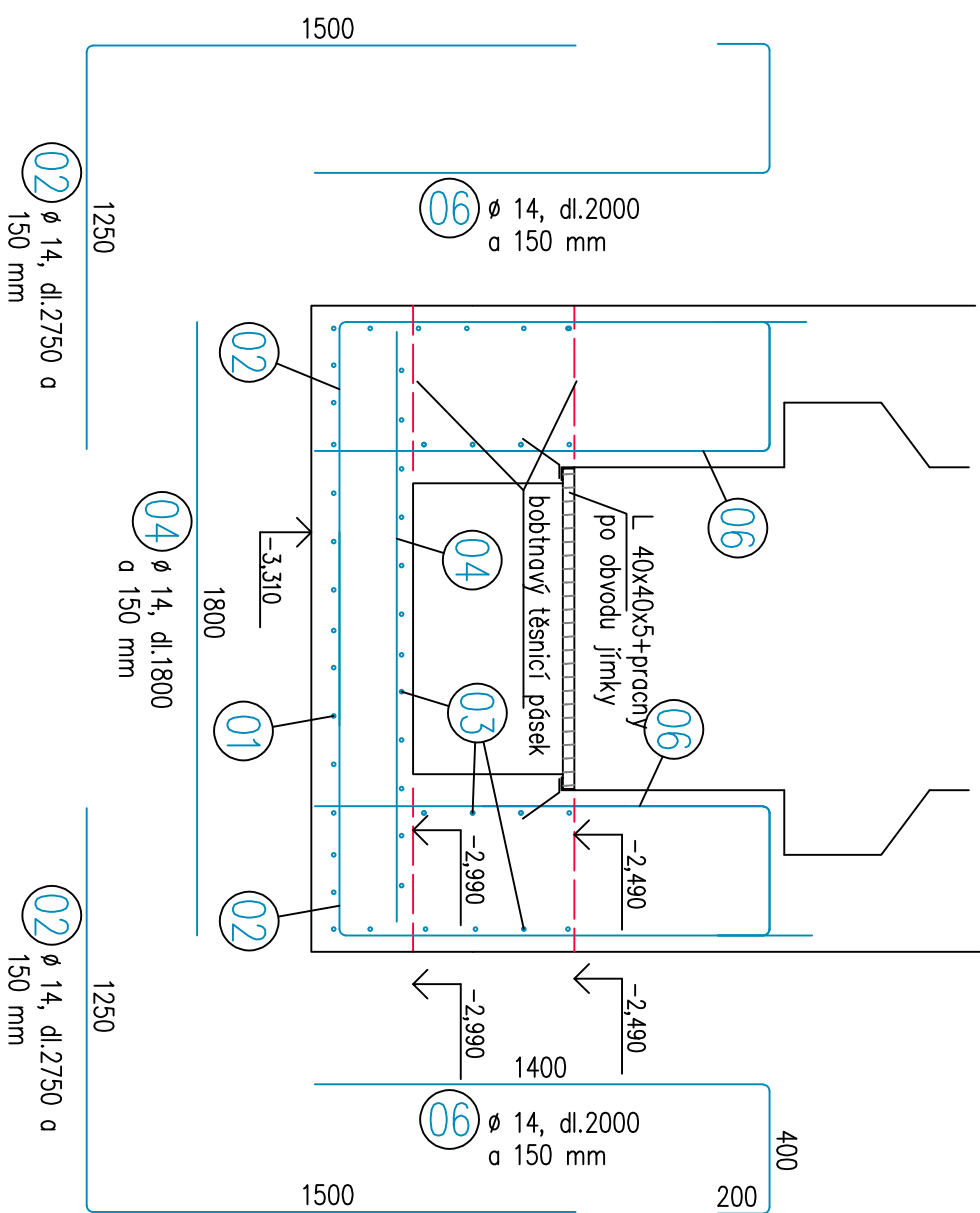 1500
06
ø 14, dl.2000
a 150 mm
02
ø 14, dl.2750 a
150 mm
1250
02
06
L 40x40x5+pracny
po obvodu jímky
bobtnavý těsnicí pásek
04
04
ø 14, dl.1800
a 150 mm
1800
-3,310
03
06
01
-2,990
-2,490
02
02
ø 14, dl.2750 a
150 mm
1250
-2,990
-2,490
1400
06
ø 14, dl.2000
a 150 mm
400
200
1500